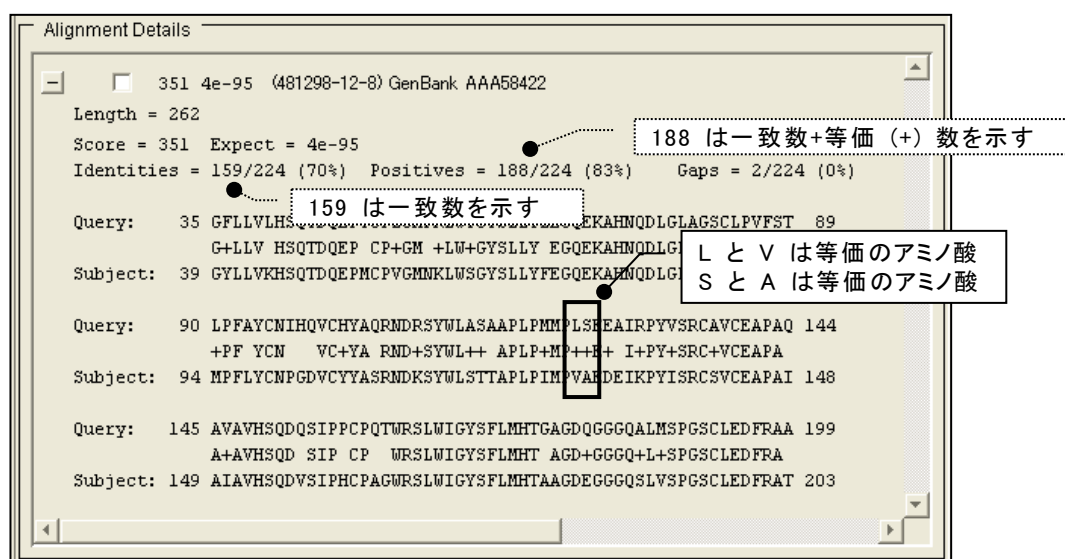 Alignment Details
351 4e-95 (481298-12-8) GenBank AAA58422
Length = 262
188 は一致数+等価 (+) 数を示す
Score = 351 Expect = 4e-95
Identities = 159/224 (70%) Positives = 188/224 (83%) Gaps = 2/224 (0%)
159 は一致数を示す
Query: 35 GFLLVLHS QEKAHNQDLGLAGSCLPVFST 89
G+LLV HSQTDQEP CP+GM +LW+GYSLLY EGQEKAHNQDLG
Subject: 39 GYLLVKHSQTDQEPMCPVGMNKLWSGYSLLYFEGQEKAHNQDLG
L と V は等価のアミノ酸
S と A は等価のアミノ酸
Query: 90 LPFAYCNIHQVCHYAQRNDRSYWLASAAPLPMMPLSEEAIRPYVSRCAVCEAPAQ 144
+PF YCN VC+YA RND+SYWL++ APLP+MP++E+ I+PY+SRC+VCEAPA
Subject: 94 MPFLYCNPGDVCYYASRNDKSYWLSTTAPLPIMPVAEDEIKPYISRCSVCEAPAI 148
Query: 145 AVAVHSQDQSIPPCPQTWRSLWIGYSFLMHTGAGDQGGGQALMSPGSCLEDFRAA 199
A+AVHSQD SIP CP WRSLWIGYSFLMHT AGD+GGGQ+L+SPGSCLEDFRA
Subject: 149 AIAVHSQDVSIPHCPAGWRSLWIGYSFLMHTAAGDEGGGQSLVSPGSCLEDFRAT 203